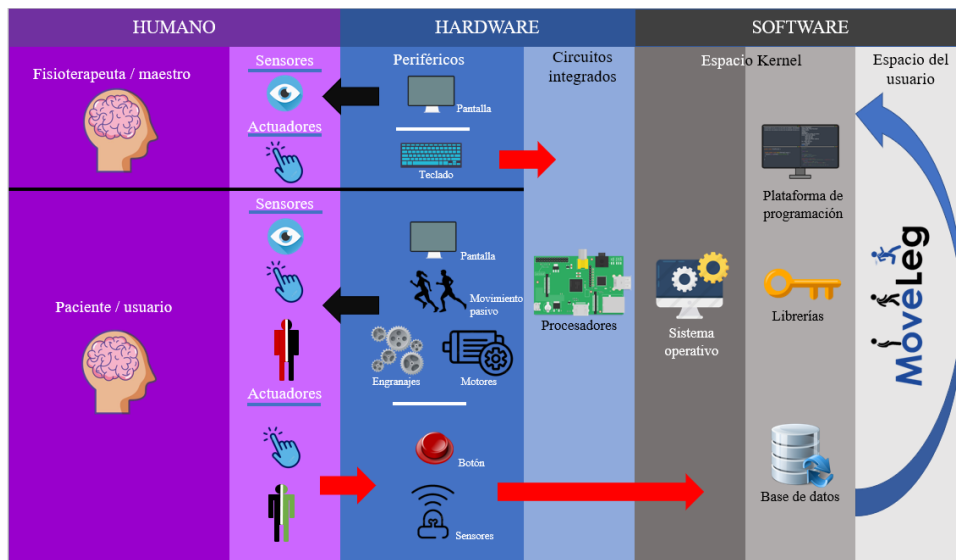 HUMANO
HARDWARE
SOFTWARE
Fisioterapeuta / maestro
Sensores
Actuadores
Periféricos
Pantalla
Teclado
Circuitos
integrados
Espacio Kernel
Espacio del
usuario
Plataforma de
programación
Paciente / usuario
Sensores
Actuadores
Pantalla
Movimiento
pasivo
Engranajes
Motores
Botón
Sensores
Procesadores
Sistema
operativo
Librerías
Base de datos
MoveLeg